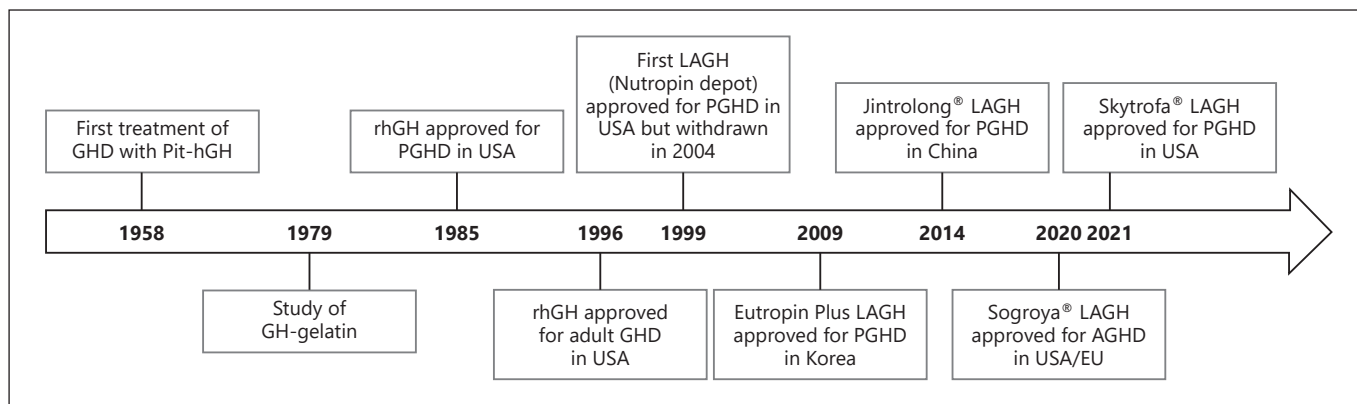 First treatment of
GHD with Pit-hGH
rhGH approved for
PGHD in USA
First LAGH
(Nutropin depot)
approved for PGHD in
USA but withdrawn
in 2004
Jintrolong® LAGH
approved for PGHD
in China
Skytrofa® LAGH
approved for PGHD
in USA
1958 1979 1985 1996 1999 2009 2014 2020 2021
Study of
GH-gelatin
rhGH approved
for adult GHD
in USA
Eutropin Plus LAGH
approved for PGHD
in Korea
Sogroya® LAGH
approved for AGHD
in USA/EU